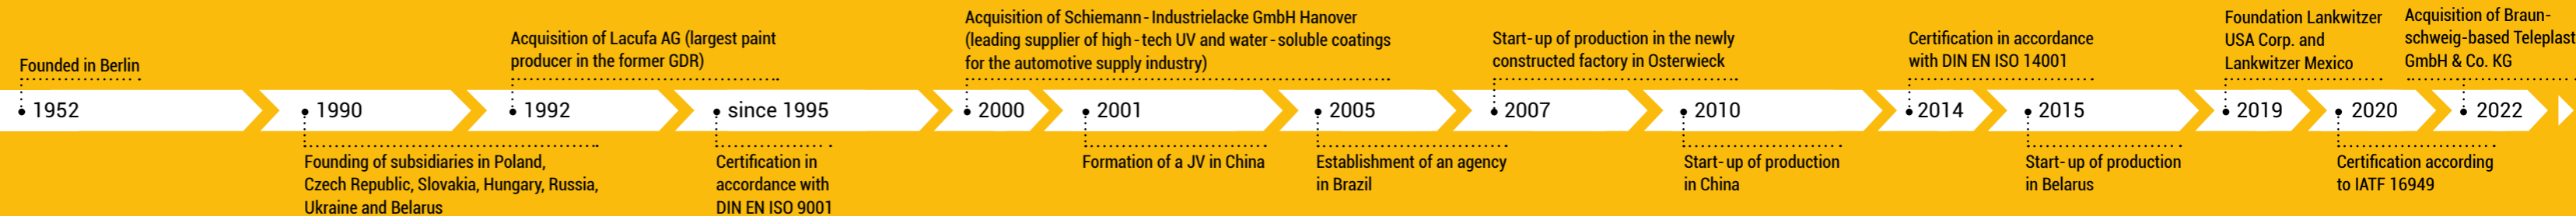 Founded in Berlin
1952
1990
Founding of subsidiaries in Poland,
Czech Republic, Slovakia, Hungary, Russia,
Ukraine and Belarus
Acquisition of Lacufa AG (largest paint
producer in the former GDR)
1992
since 1995
Certification in
accordance with
DIN EN ISO 9001
Acquisition of Schiemann-Industrielacke GmbH Hanover
(leading supplier of high-tech UV and water-soluble coatings
for the automotive supply industry)
2000
2001
Formation of a JV in China
2005
Establishment of an agency
in Brazil
Start-up of production in the newly
constructed factory in Osterwieck
2007
2010
Start-up of production
in China
Certification in accordance
with DIN EN ISO 14001
2014
2015
Start-up of production
in Belarus
Foundation Lankwitzer
USA Corp. and
Lankwitzer Mexico
2019
2020
Certification according
to IATF 16949
Acquisition of Braun-
schweig-based Teleplast
GmbH & Co. KG
2022